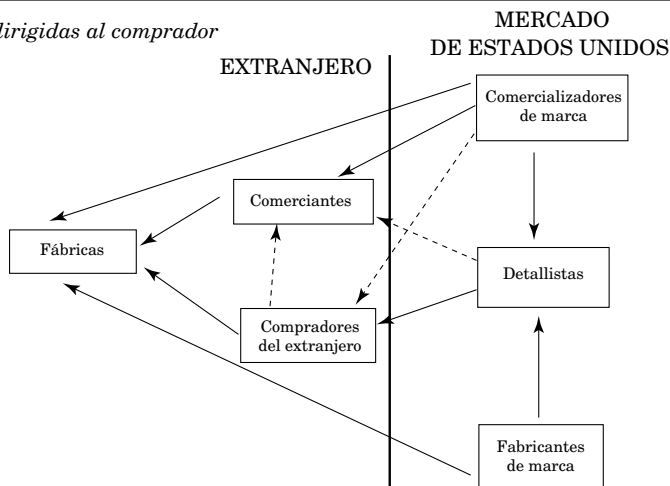 dirigidas al comprador
MERCADO
DE ESTADOS UNIDOS
EXTRANJERO
Comercializadores
de marca
Comerciantes
Fábricas
Detallistas
Compradores
del extranjero
Fabricantes
de marca